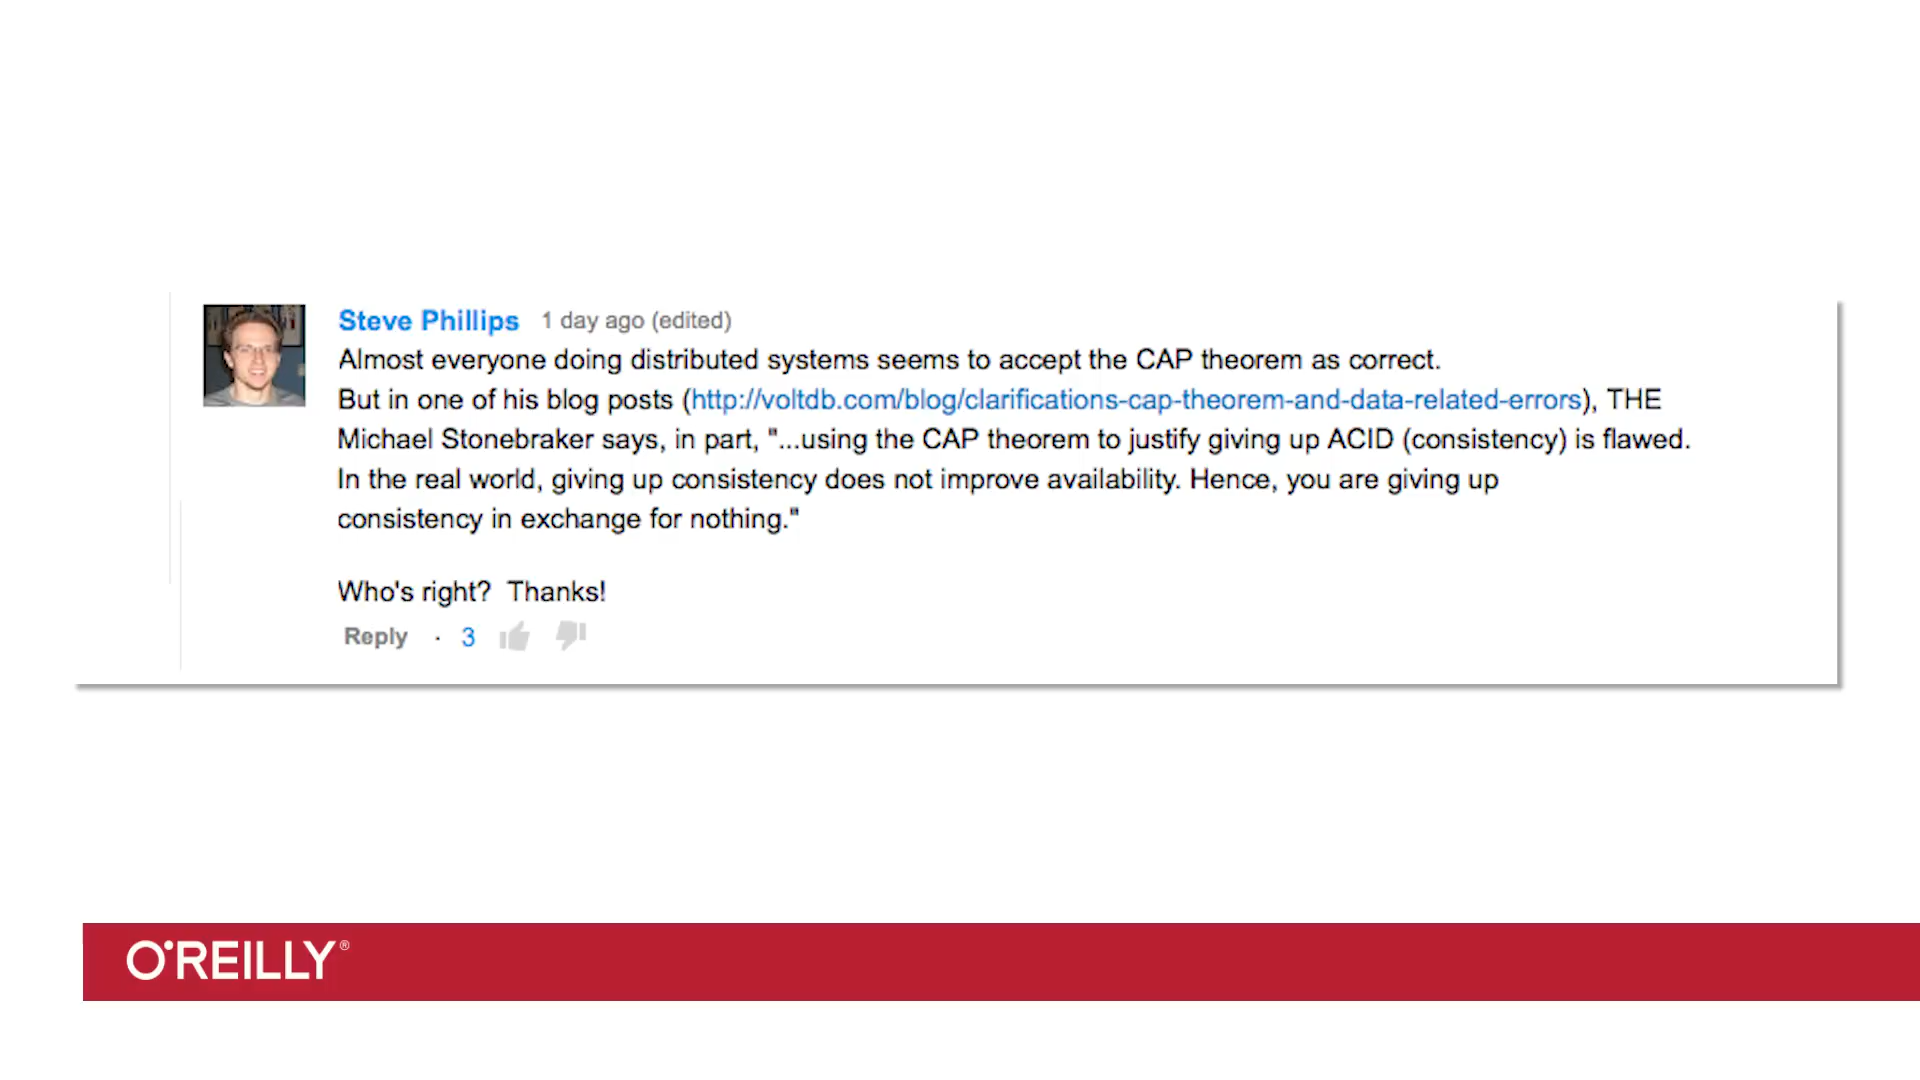 Steve Phillips 1 day ago (edited)
Almost everyone doing distributed systems seems to accept the CAP theorem as correct.
But in one of his blog posts (http://voltdb.com/blog/clarifications-cap-theorem-and-data-related-errors), THE
Michael Stonebraker says, in part, "...using the CAP theorem to justify giving up ACID (consistency) is flawed.
In the real world, giving up consistency does not improve availability. Hence, you are giving up
consistency in exchange for nothing."
Who's right?  Thanks!
Reply · 3
O'REILLY®